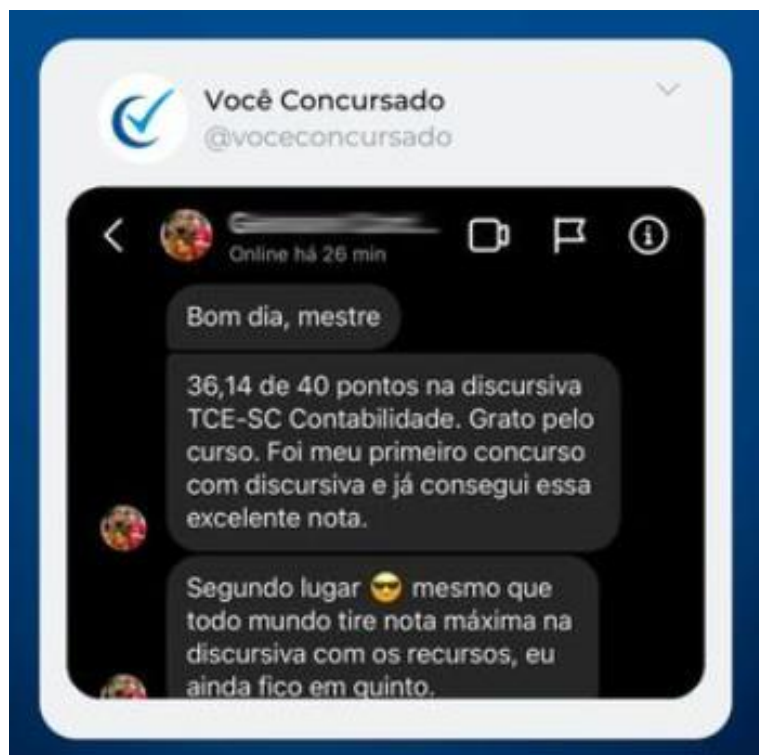 Você Concursado
@voceconcursado
Online há 26 min
Bom dia, mestre
36,14 de 40 pontos na discursiva
TCE-SC Contabilidade. Grato pelo
curso. Foi meu primeiro concurso
com discursiva e já consegui essa
excelente nota.
Segundo lugar 😎 mesmo que
todo mundo tire nota máxima na
discursiva com os recursos, eu
ainda fico em quinto.